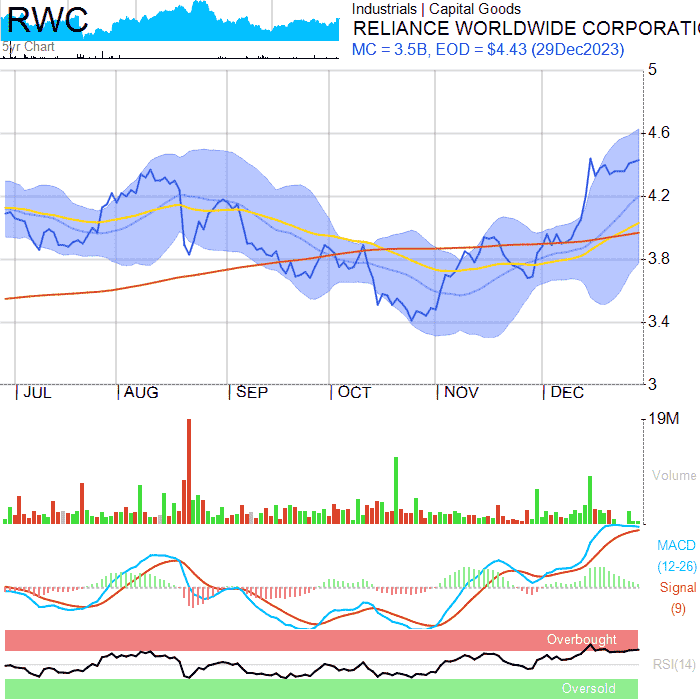 RWC
5yr Chart
Industrials | Capital Goods
RELIANCE WORLDWIDE CORPORATI
MC = 3.5B, EOD = $4.43 (29Dec2023)
5
4.6
4.2
3.8
3.4
3
| JUL | AUG | SEP | OCT | NOV | DEC
19M
Volume
MACD
(12-26)
Signal
(9)
Overbought
RSI(14)
Oversold